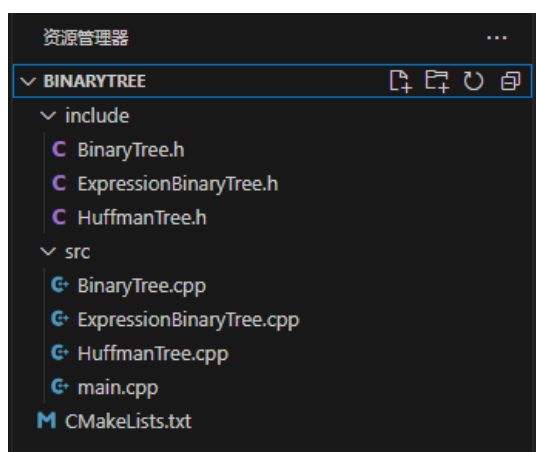 资源管理器
BINARYTREE
include
BinaryTree.h
ExpressionBinaryTree.h
HuffmanTree.h
src
BinaryTree.cpp
ExpressionBinaryTree.cpp
HuffmanTree.cpp
main.cpp
CMakeLists.txt